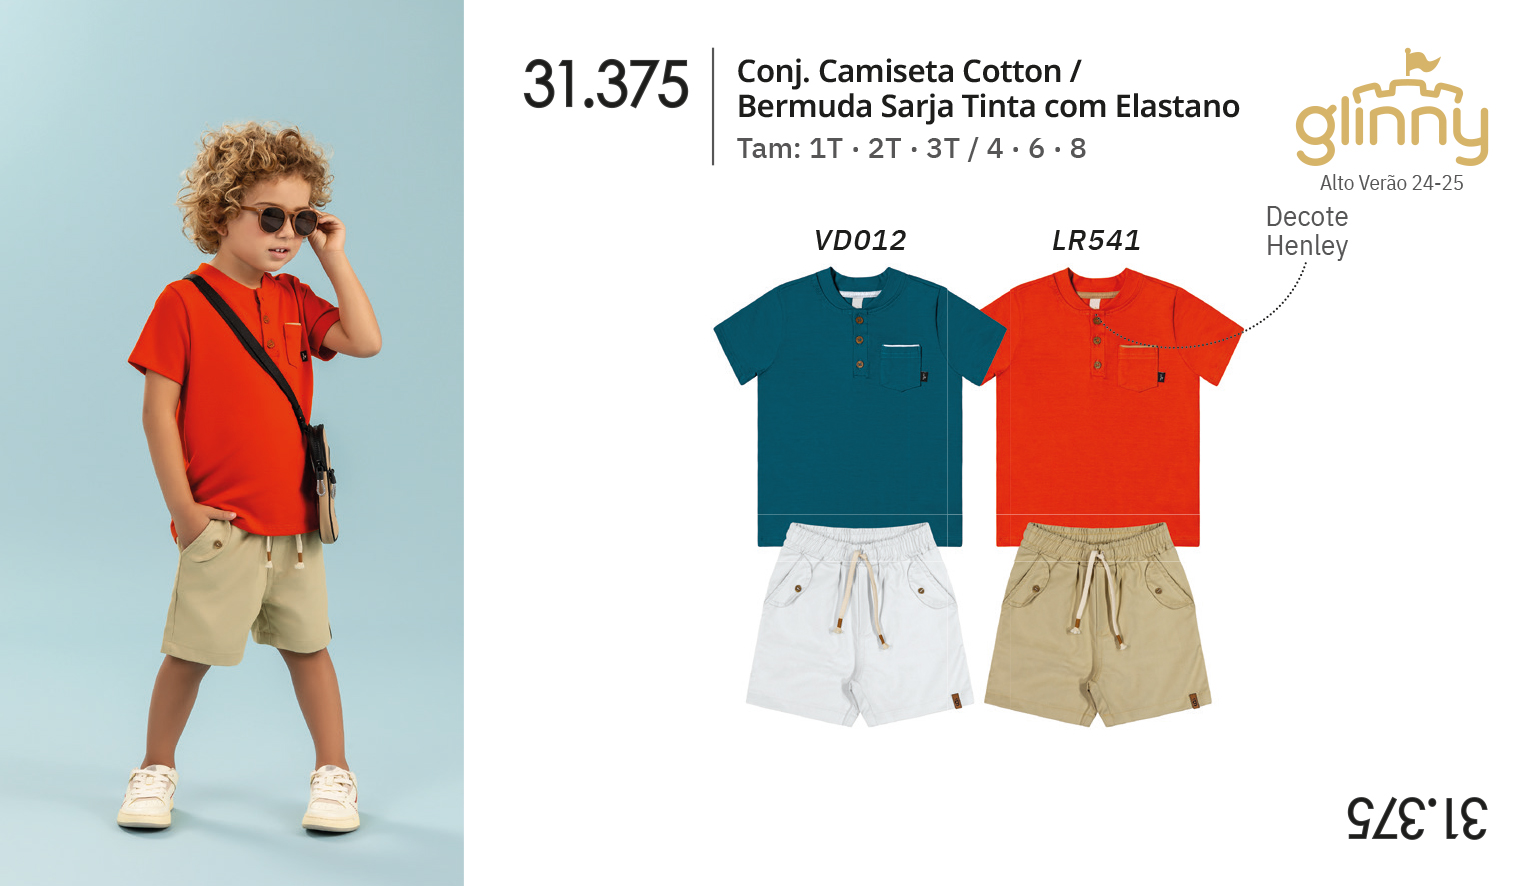 31.375
Conj. Camiseta Cotton /
Bermuda Sarja Tinta com Elastano
Tam: 1T · 2T · 3T / 4 · 6 · 8
glinny
Alto Verão 24-25
Decote
Henley
VD012
LR541
31.375